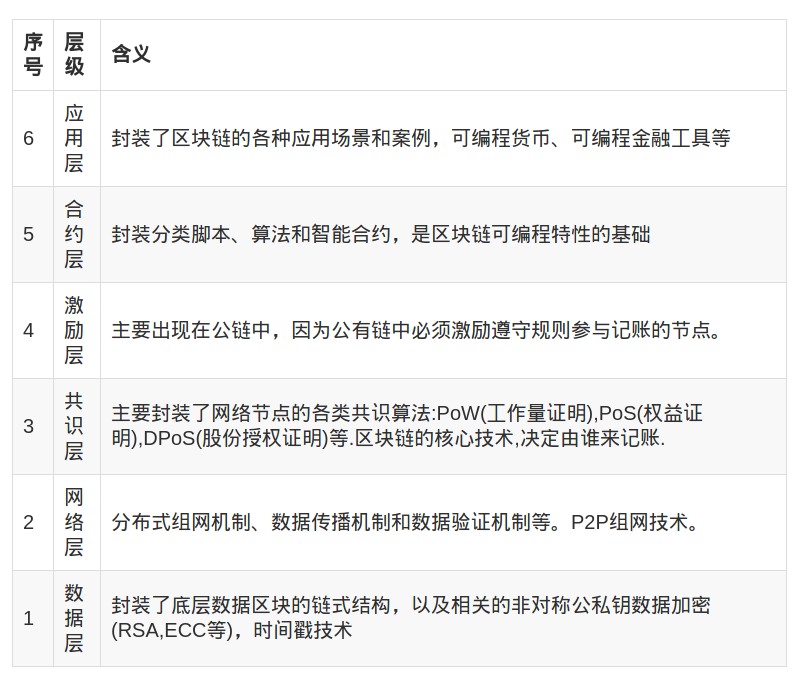 序
号
层
级
含义
6
应
用
层
封装了区块链的各种应用场景和案例，可编程货币、可编程金融工具等
5
合
约
层
封装分类脚本、算法和智能合约，是区块链可编程特性的基础
4
激
励
层
主要出现在公链中，因为公有链中必须激励遵守规则参与记账的节点。
3
共
识
层
主要封装了网络节点的各类共识算法:PoW(工作量证明),PoS(权益证
明),DPoS(股份授权证明)等.区块链的核心技术,决定由谁来记账.
2
网
络
层
分布式组网机制、数据传播机制和数据验证机制等。P2P组网技术。
1
数
据
层
封装了底层数据区块的链式结构，以及相关的非对称公私钥数据加密
(RSA,ECC等)，时间戳技术